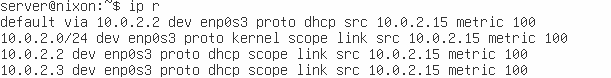 server@nixon:~$ ip r
default via 10.0.2.2 dev enp0s3 proto dhcp src 10.0.2.15 metric 100
10.0.2.0/24 dev enp0s3 proto kernel scope link src 10.0.2.15 metric 100
10.0.2.2 dev enp0s3 proto dhcp scope link src 10.0.2.15 metric 100
10.0.2.3 dev enp0s3 proto dhcp scope link src 10.0.2.15 metric 100